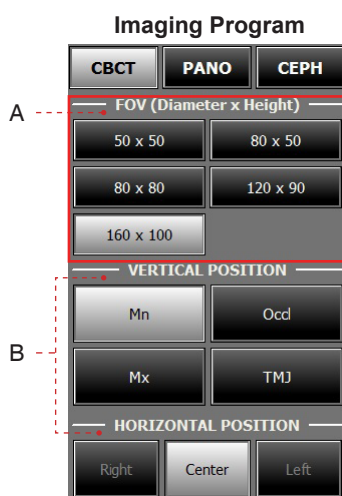 Imaging Program
CBCT PANO CEPH
A
FOV (Diameter x Height)
50 x 50 80 x 50
80 x 80 120 x 90
160 x 100
VERTICAL POSITION
Mn Occl
B
Mx TMJ
HORIZONTAL POSITION
Right Center Left